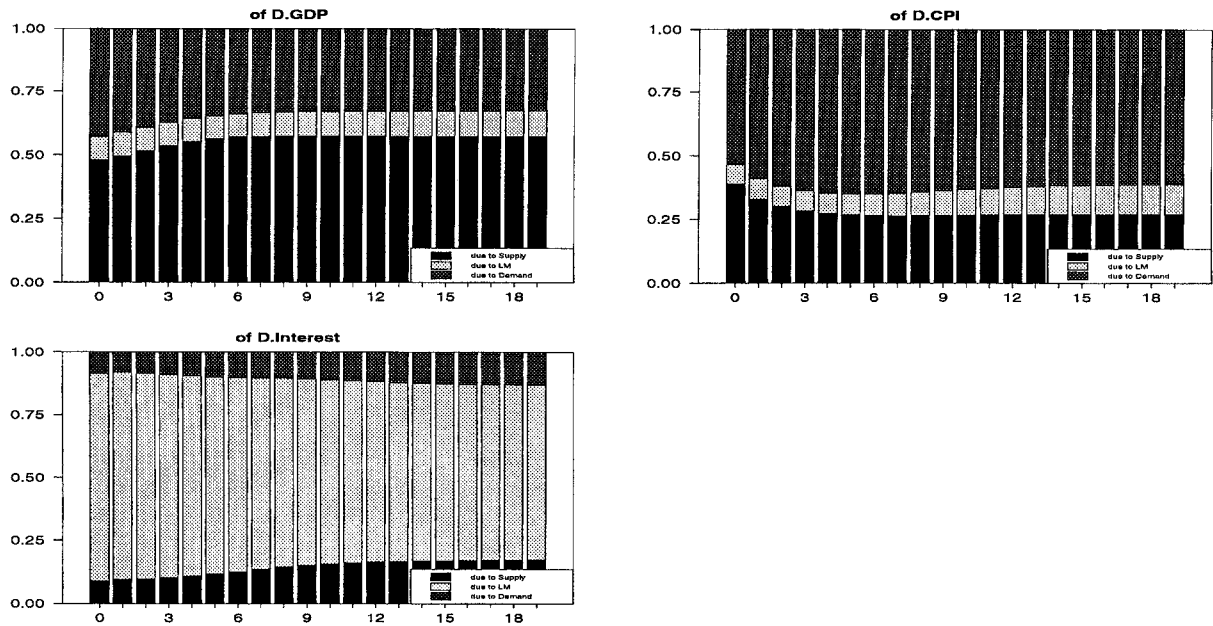 of D.GDP
1.00
0.75
0.50
0.25
0.00
due to Supply
due to LM
due to Demand
0 3 6 9 12 15 18
of D.CPI
1.00
0.75
0.50
0.25
0.00
due to Supply
due to LM
due to Demand
0 3 6 9 12 15 18
of D.Interest
1.00
0.75
0.50
0.25
0.00
due to Supply
due to LM
due to Demand
0 3 6 9 12 15 18